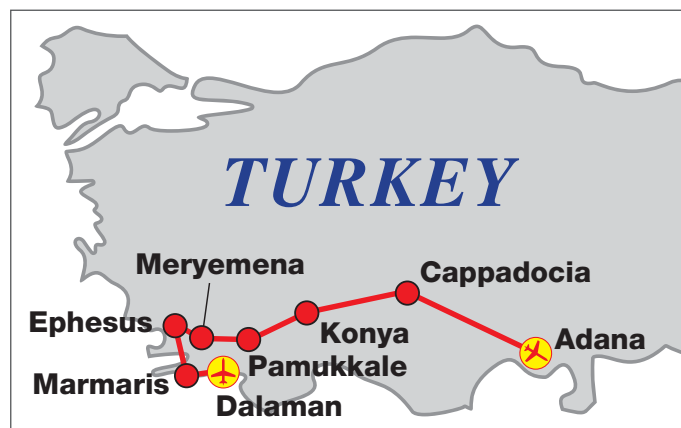 TURKEY
Meryemena
Cappadocia
Ephesus
Konya
Adana
Pamukkale
Marmaris
Dalaman